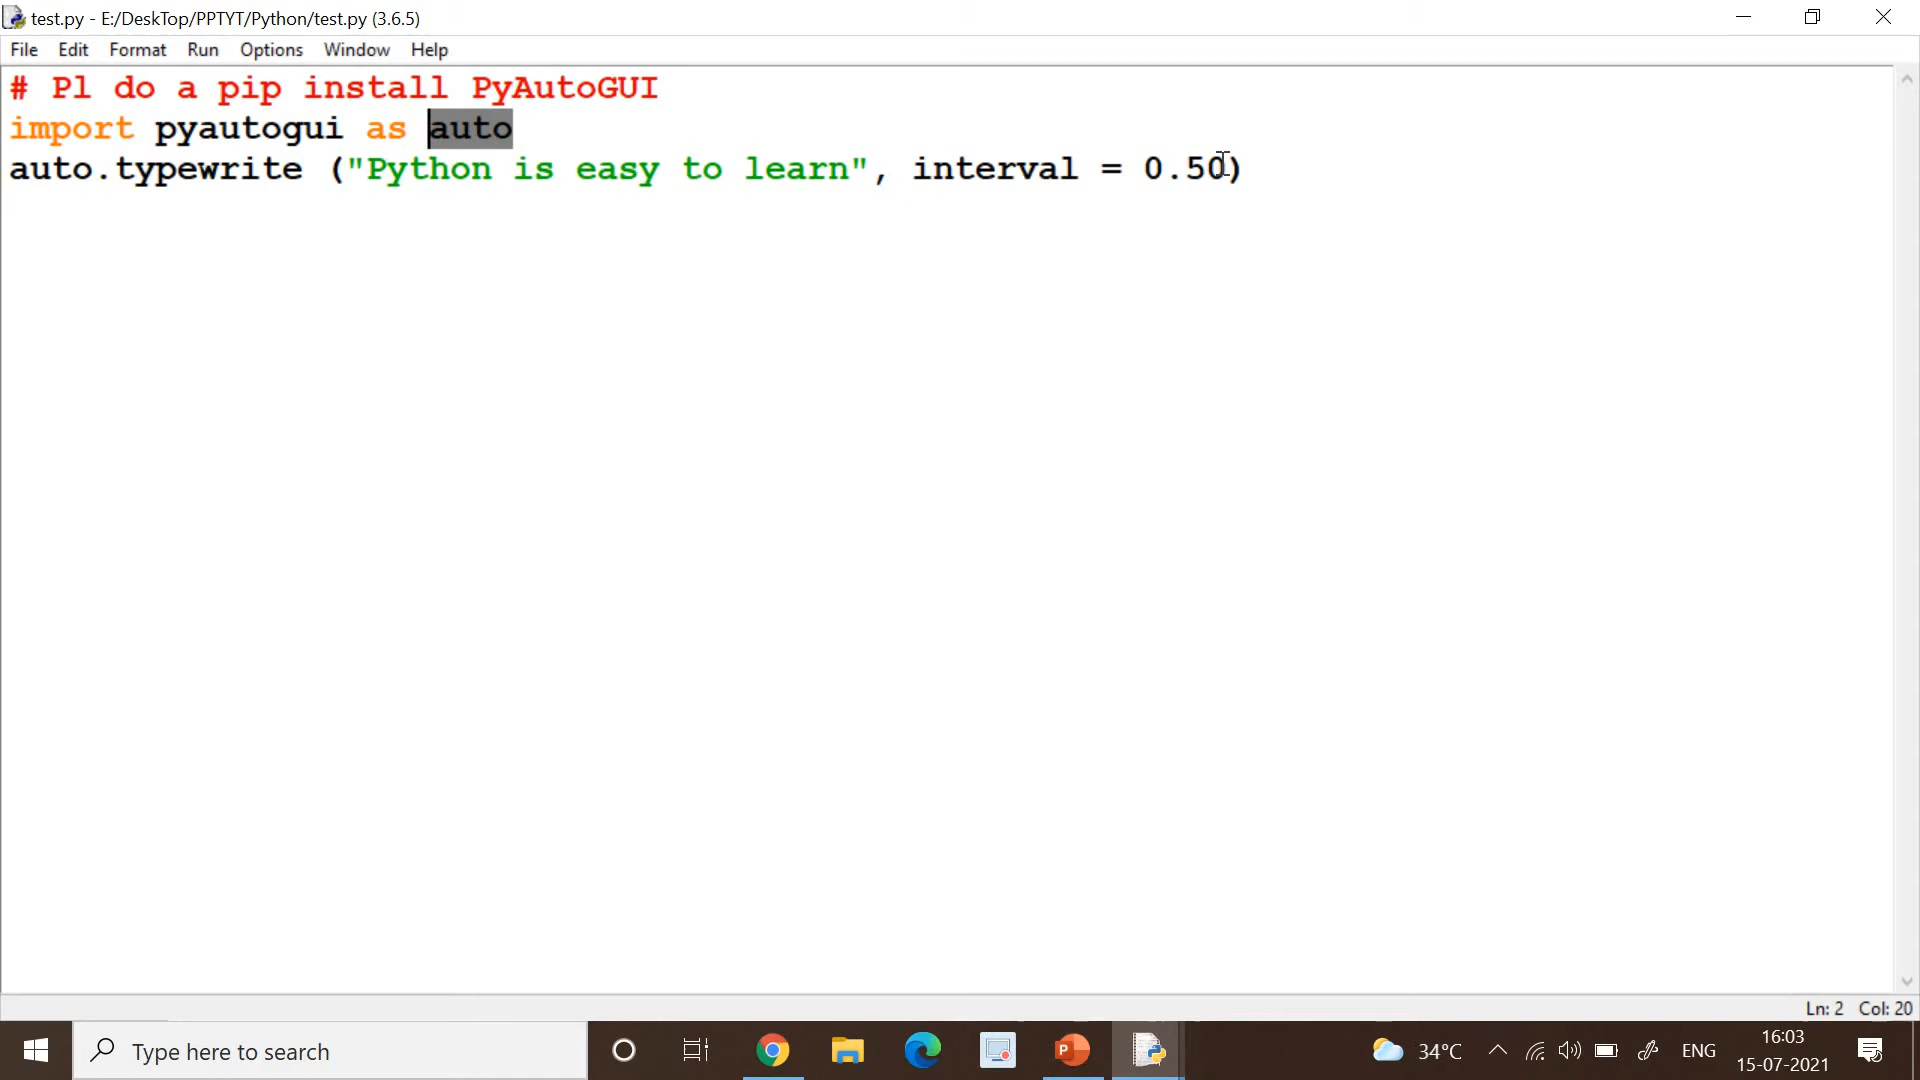 test.py - E:/DeskTop/PPTYT/Python/test.py (3.6.5)
File Edit Format Run Options Window Help
# Pl do a pip install PyAutoGUI
import pyautogui as auto
auto.typewrite ("Python is easy to learn", interval = 0.50)
Ln: 2 Col: 20
Type here to search
34°C
ENG
16:03
15-07-2021